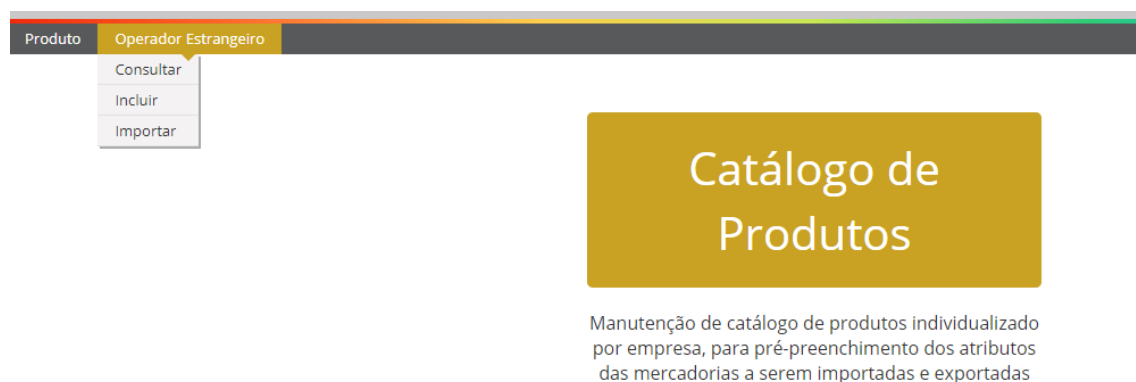 Produto
Operador Estrangeiro
Consultar
Incluir
Importar
Catálogo de
Produtos
Manutenção de catálogo de produtos individualizado
por empresa, para pré-preenchimento dos atributos
das mercadorias a serem importadas e exportadas